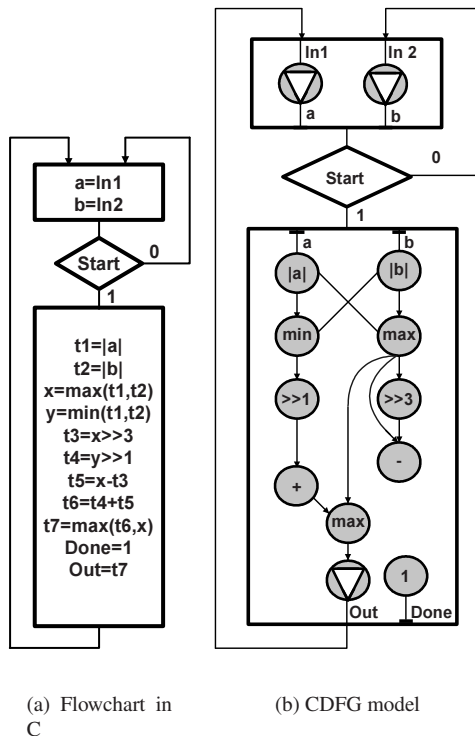 a=In1
b=In2
Start
0
1
t1=|a|
t2=|b|
x=max(t1,t2)
y=min(t1,t2)
t3=x>>3
t4=y>>1
t5=x-t3
t6=t4+t5
t7=max(t6,x)
Done=1
Out=t7
(a) Flowchart in
C
In1
In 2
a
b
Start
0
1
a
b
|a|
|b|
min
max
>>1
>>3
-
+
max
1
Out
Done
(b) CDFG model